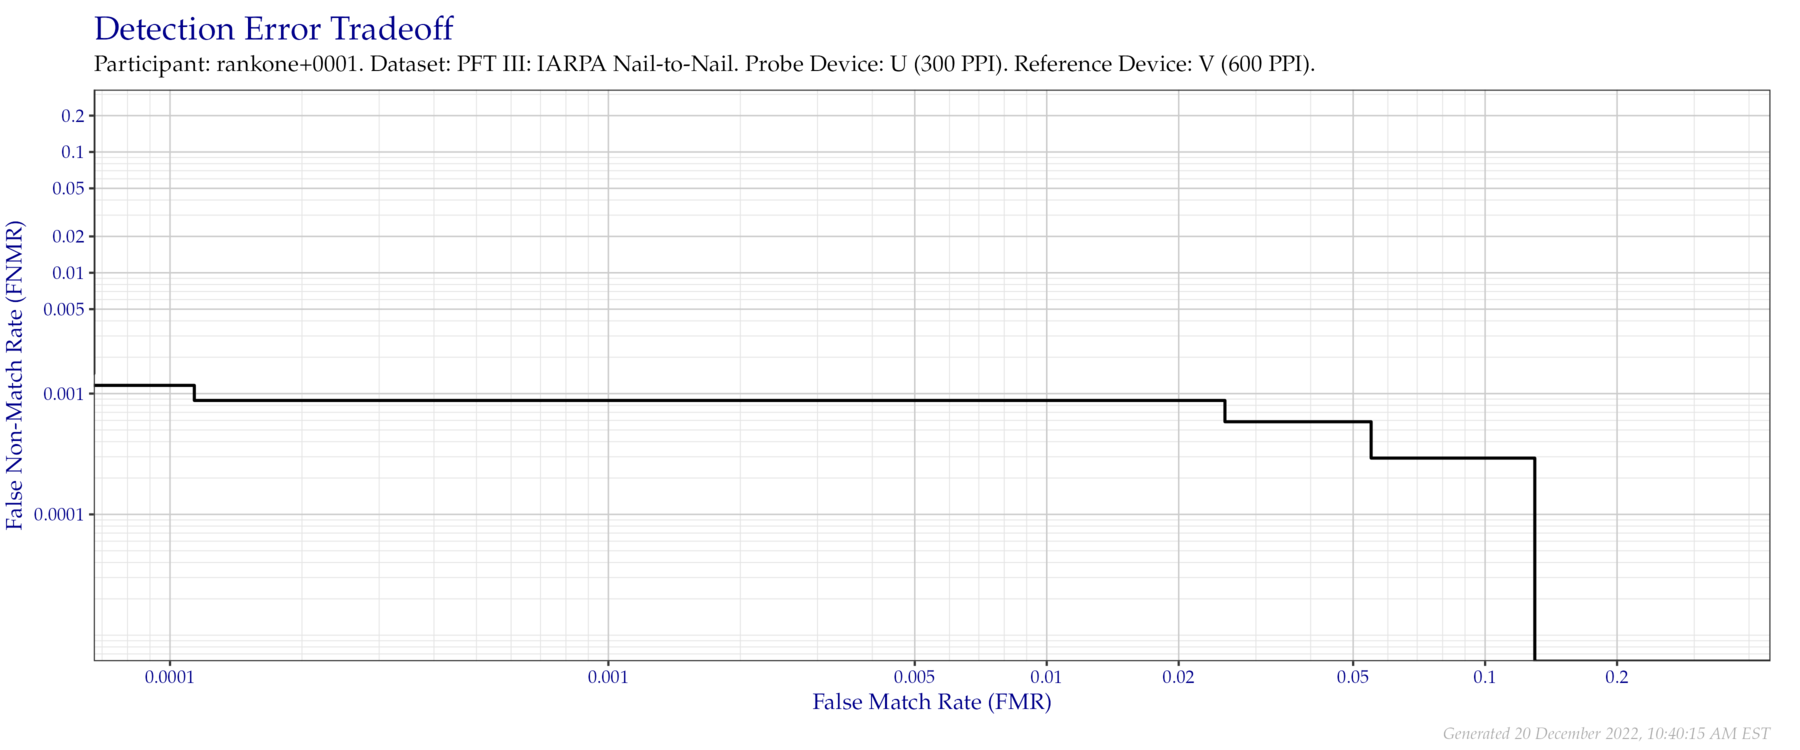 Detection Error Tradeoff
Participant: rankone+0001. Dataset: PFT III: IARPA Nail-to-Nail. Probe Device: U (300 PPI). Reference Device: V (600 PPI).
False Non-Match Rate (FNMR)
0.2
0.1
0.05
0.02
0.01
0.005
0.001
0.0001
0.0001 0.001 0.005 0.01 0.02 0.05 0.1 0.2
False Match Rate (FMR)
Generated 20 December 2022, 10:40:15 AM EST